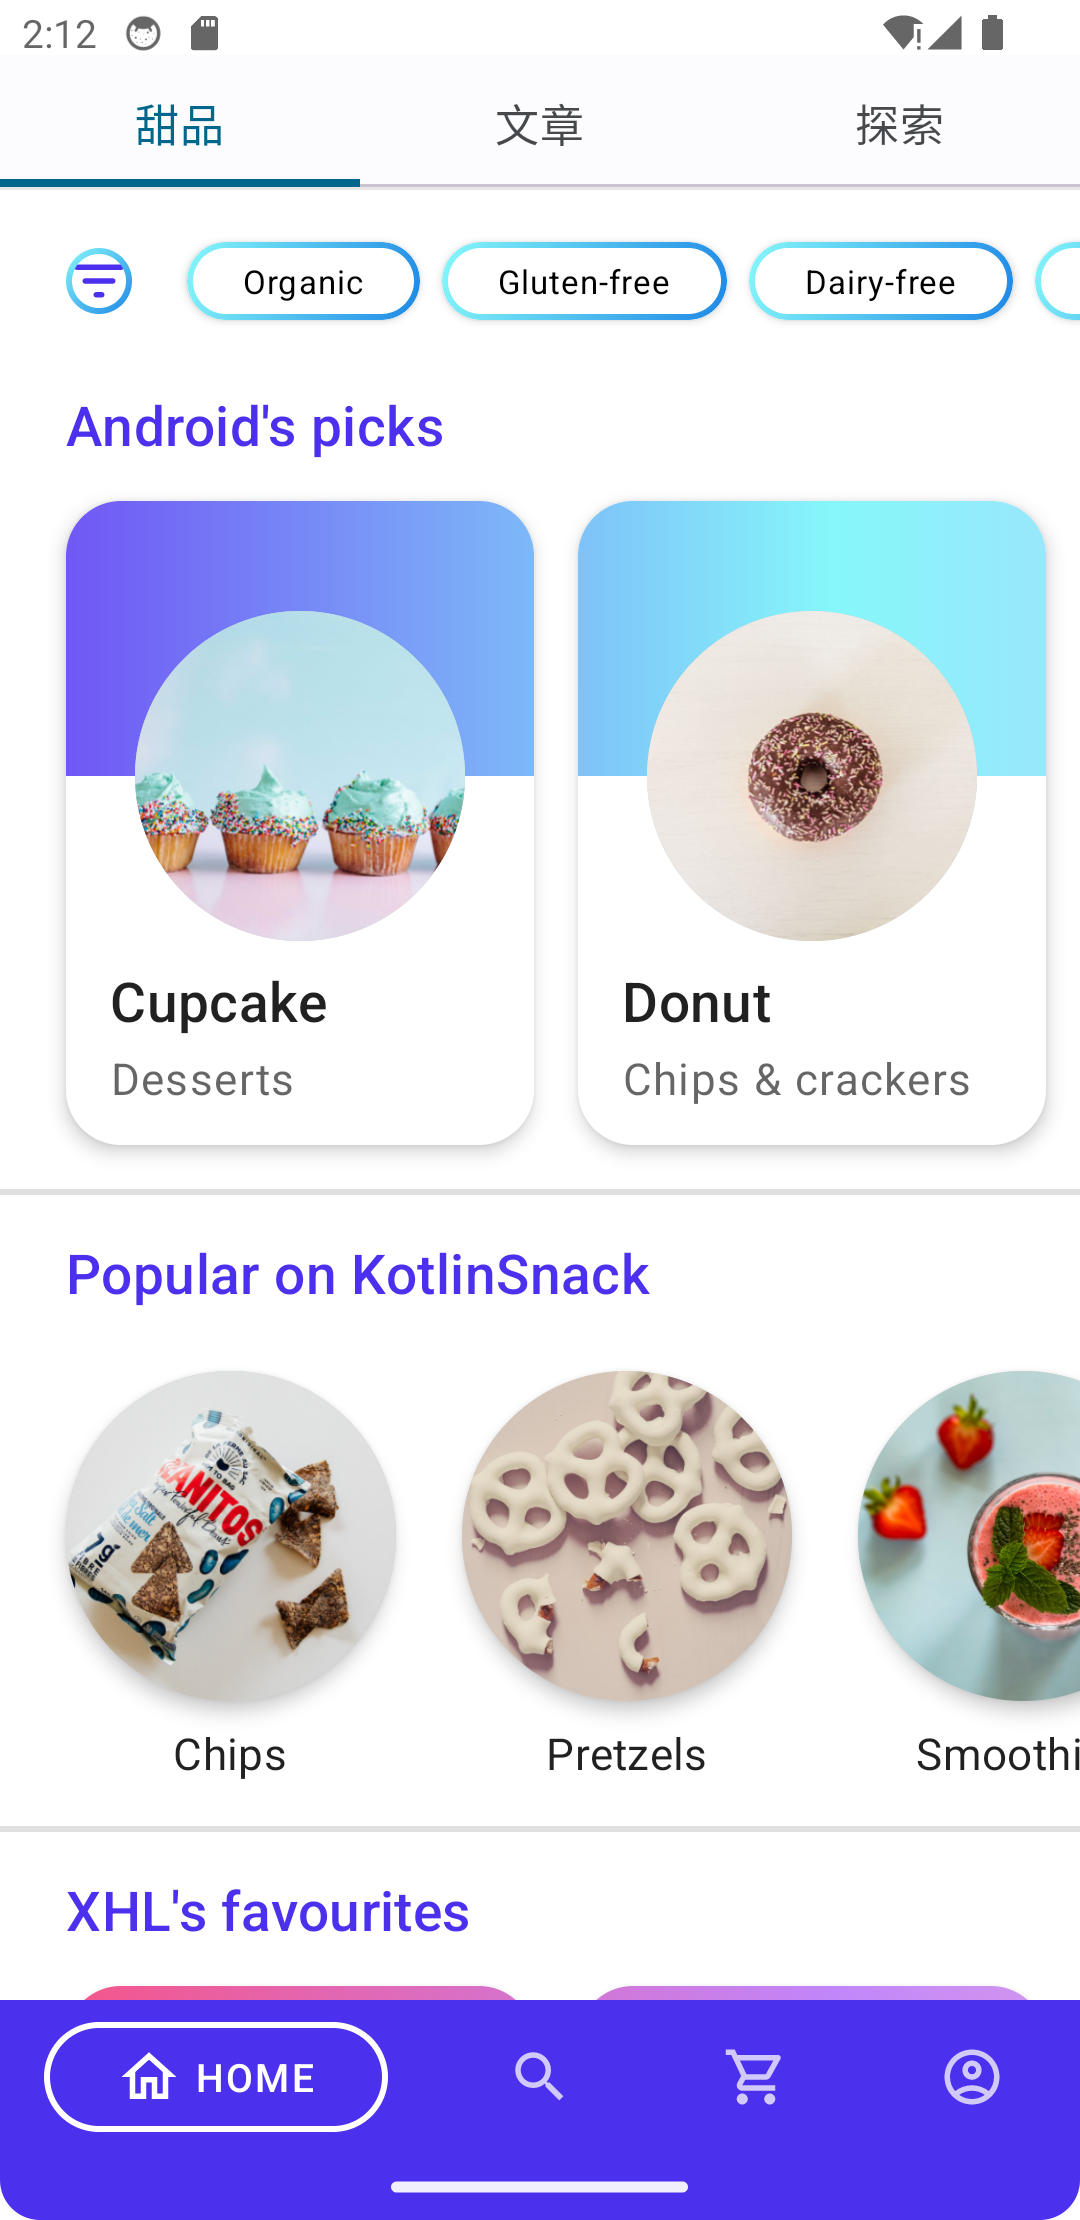 2:12
甜品 文章 探索
Organic Gluten-free Dairy-free
Android's picks
Cupcake Donut
Desserts Chips & crackers
Popular on KotlinSnack
Chips Pretzels Smoothi
XHL's favourites
HOME